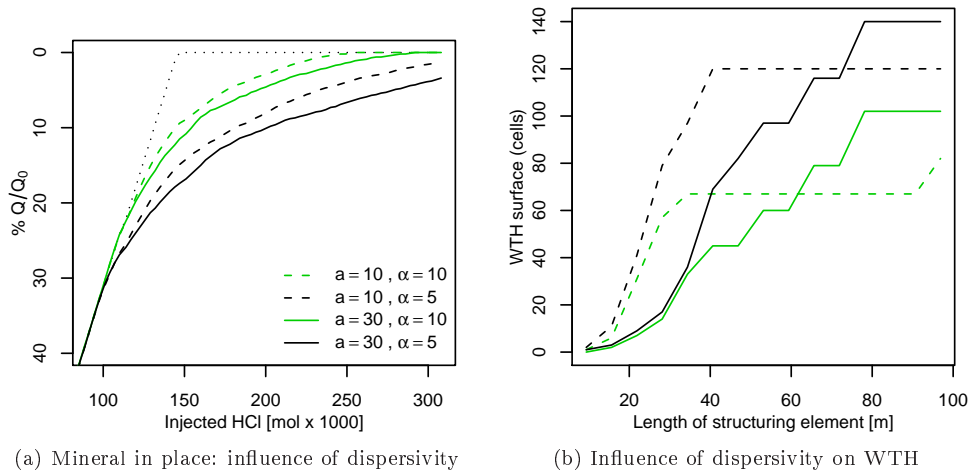 0
10
20
30
40
% Q/Q0
100
150
200
250
300
Injected HCl [mol x 1000]
a = 10 , α = 10
a = 10 , α = 5
a = 30 , α = 10
a = 30 , α = 5
(a) Mineral in place: influence of dispersivity
140
120
100
80
60
40
20
0
WTH surface (cells)
20
40
60
80
100
Length of structuring element [m]
(b) Influence of dispersivity on WTH